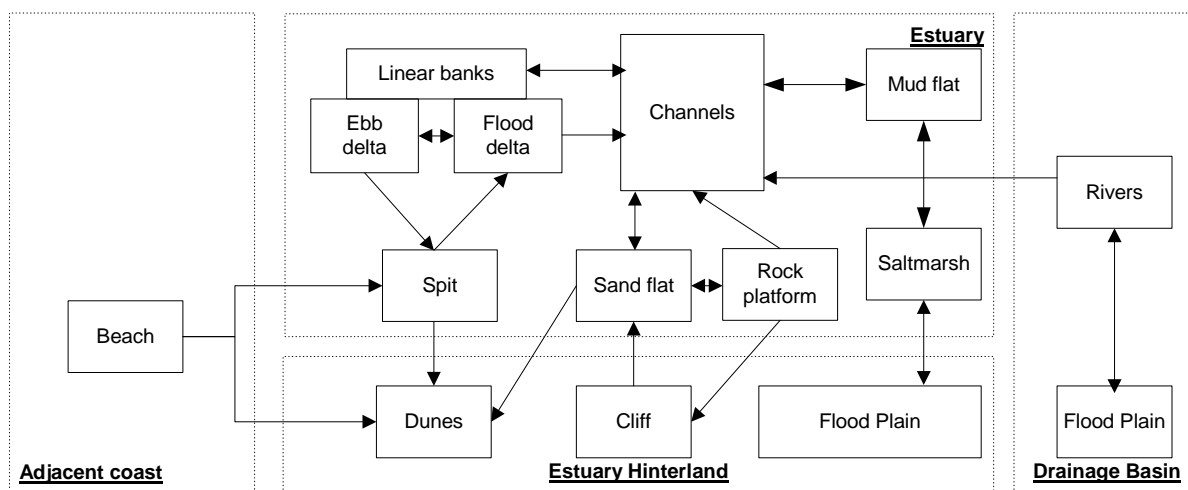 Estuary
Linear banks
Channels
Mud flat
Ebb
delta
Flood
delta
Rivers
Spit
Sand flat
Rock
platform
Saltmarsh
Beach
Dunes
Cliff
Flood Plain
Flood Plain
Adjacent coast
Estuary Hinterland
Drainage Basin